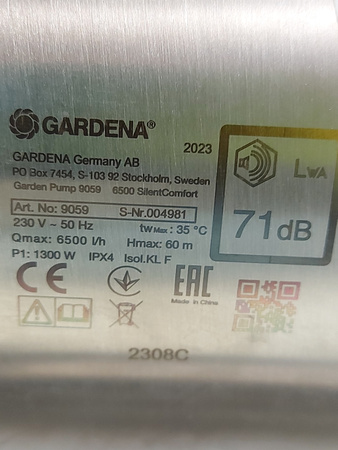 GARDENA®
2023
GARDENA Germany AB
PO Box 7454, S-103 92 Stockholm, Sweden
Garden Pump 9059 6500 SilentComfort
Art. No: 9059 S-Nr.004981
230 V ~ 50 Hz twMax: 35 °C
Qmax: 6500 l/h Hmax: 60 m
P1: 1300 W IPX4 Isol.KL F
LWA
71dB
CE
EAC
Made in China
2308C